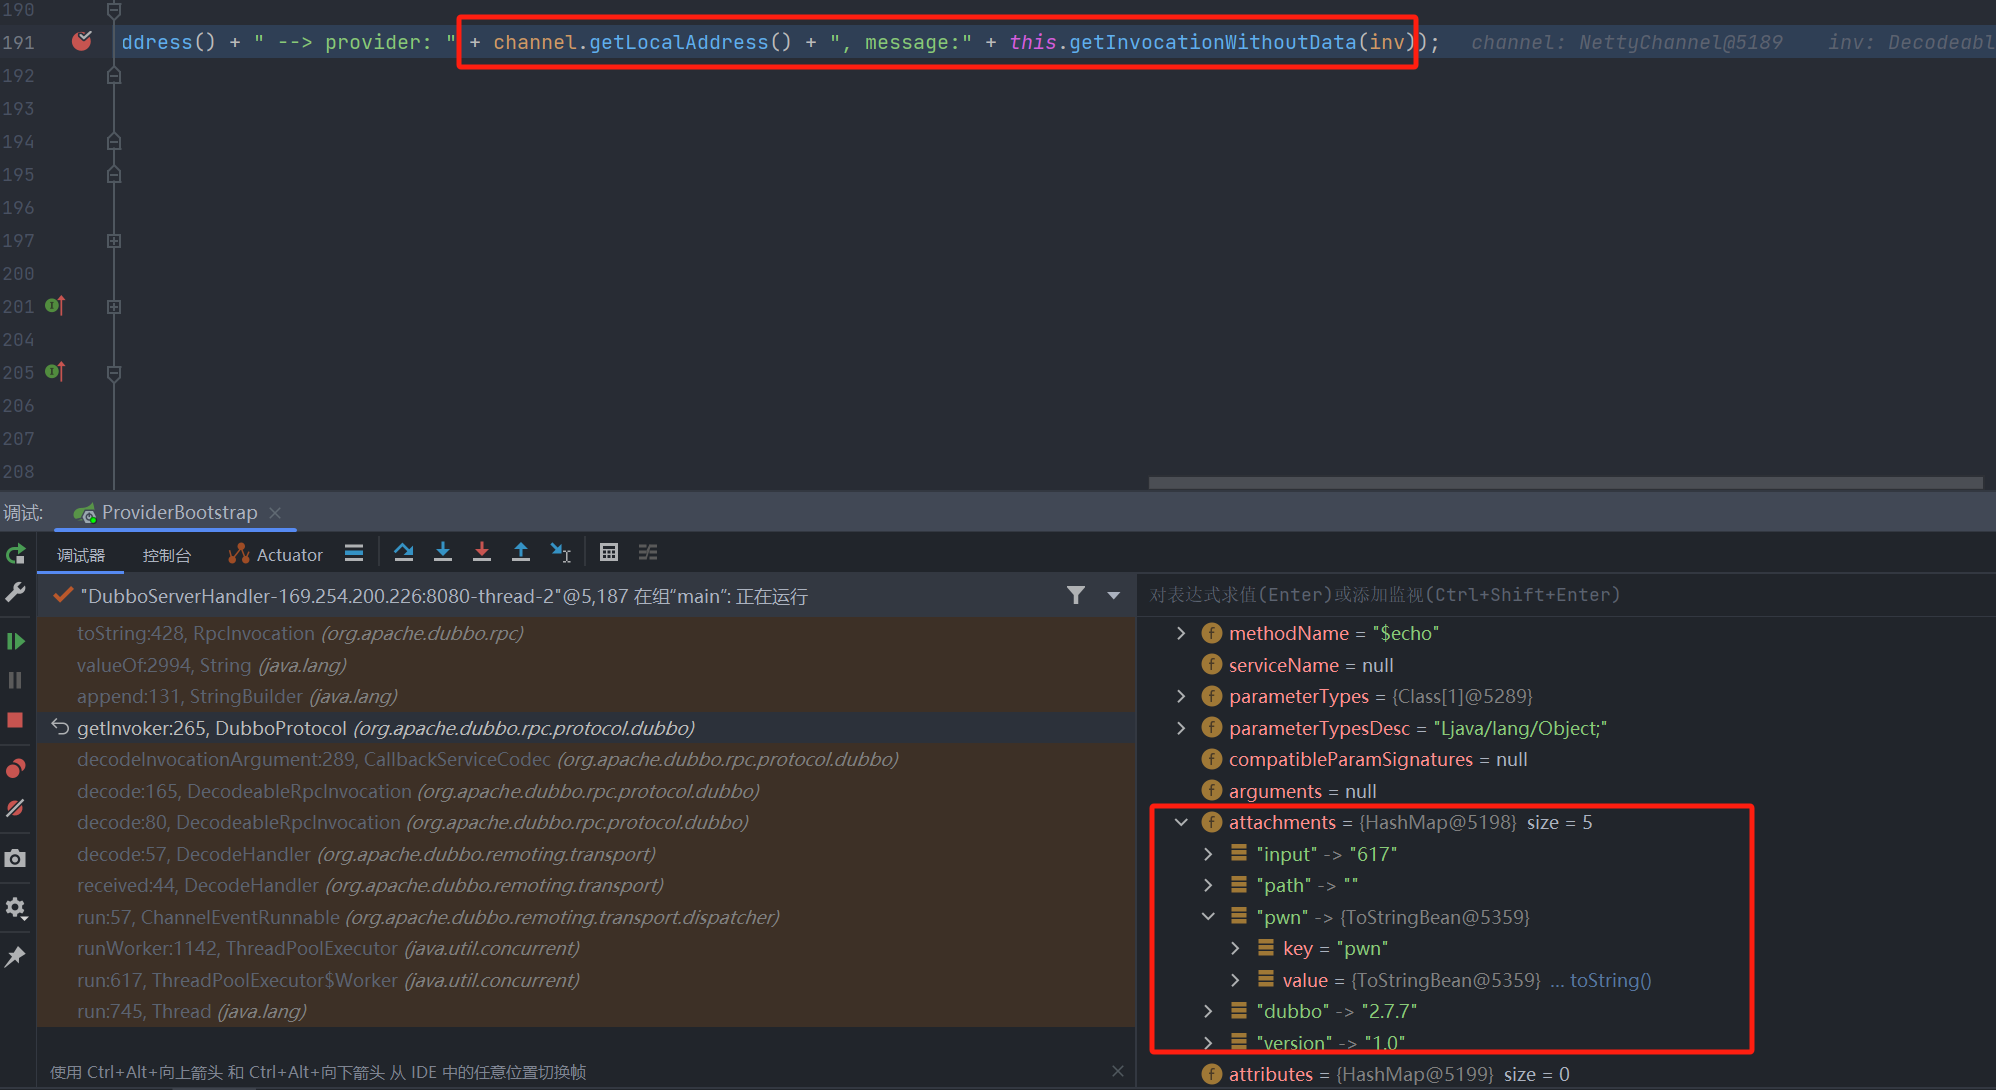 190
191 ddress() + " --> provider: " + channel.getLocalAddress() + ", message:" + this.getInvocationWithoutData(inv)); channel: NettyChannel@5189 inv: Decodeabl
192
193
194
195
196
197
200
201
204
205
206
207
208
调试: ProviderBootstrap
调试器 控制台 Actuator
"DubboServerHandler-169.254.200.226:8080-thread-2"@5,187 在组"main": 正在运行
toString:428, RpcInvocation (org.apache.dubbo.rpc)
valueOf:2994, String (java.lang)
append:131, StringBuilder (java.lang)
getInvoker:265, DubboProtocol (org.apache.dubbo.rpc.protocol.dubbo)
decodeInvocationArgument:289, CallbackServiceCodec (org.apache.dubbo.rpc.protocol.dubbo)
decode:165, DecodeableRpcInvocation (org.apache.dubbo.rpc.protocol.dubbo)
decode:80, DecodeableRpcInvocation (org.apache.dubbo.rpc.protocol.dubbo)
decode:57, DecodeHandler (org.apache.dubbo.remoting.transport)
received:44, DecodeHandler (org.apache.dubbo.remoting.transport)
run:57, ChannelEventRunnable (org.apache.dubbo.remoting.transport.dispatcher)
runWorker:1142, ThreadPoolExecutor (java.util.concurrent)
run:617, ThreadPoolExecutor$Worker (java.util.concurrent)
run:745, Thread (java.lang)
使用 Ctrl+Alt+向上箭头 和 Ctrl+Alt+向下箭头 从 IDE 中的任意位置切换帧
对表达式求值(Enter)或添加监视(Ctrl+Shift+Enter)
methodName = "$echo"
serviceName = null
parameterTypes = {Class[1]@5289}
parameterTypesDesc = "Ljava/lang/Object;"
compatibleParamSignatures = null
arguments = null
attachments = {HashMap@5198} size = 5
"input" -> "617"
"path" -> ""
"pwn" -> {ToStringBean@5359}
key = "pwn"
value = {ToStringBean@5359} ... toString()
"dubbo" -> "2.7.7"
"version" -> "1.0"
attributes = {HashMap@5199} size = 0